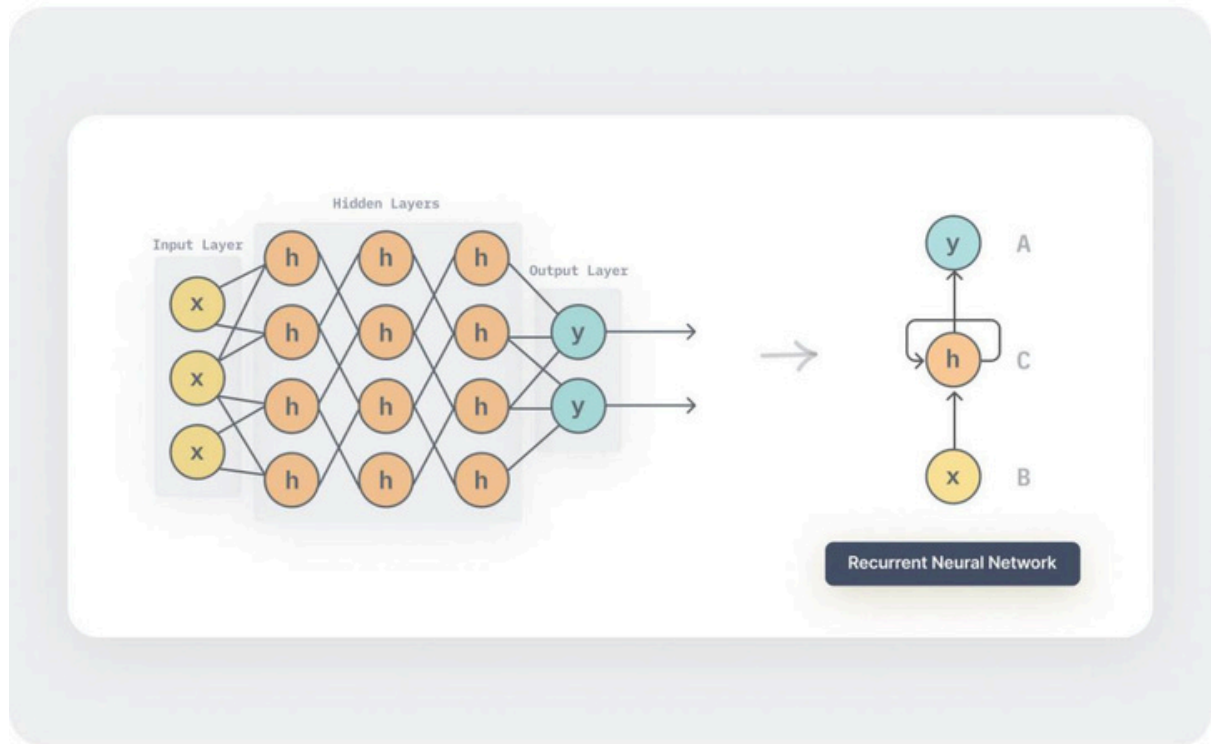 Hidden Layers
Input Layer
Output Layer
x
x
x
h
h
h
h
h
h
h
h
h
h
h
h
y
y
y
A
h
C
x
B
Recurrent Neural Network